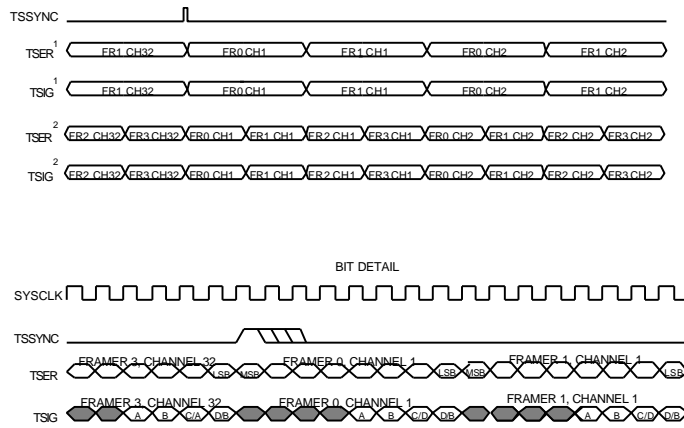 TSSYNC
TSER 1 FR1 CH32 FR0 CH1 FR1 CH1 FR0 CH2 FR1 CH2
TSIG 1 FR1 CH32 FR0 CH1 FR1 CH1 FR0 CH2 FR1 CH2
TSER 2 FR2 CH32 FR3 CH32 FR0 CH1 FR1 CH1 FR2 CH1 FR3 CH1 FR0 CH2 FR1 CH2 FR2 CH2 FR3 CH2
TSIG 2 FR2 CH32 FR3 CH32 FR0 CH1 FR1 CH1 FR2 CH1 FR3 CH1 FR0 CH2 FR1 CH2 FR2 CH2 FR3 CH2
BIT DETAIL
SYSCLK
TSSYNC
FRAMER 3, CHANNEL 32 FRAMER 0, CHANNEL 1 FRAMER 1, CHANNEL 1
TSER LSB MSB LSB MSB LSB
FRAMER 3, CHANNEL 32 FRAMER 0, CHANNEL 1 FRAMER 1, CHANNEL 1
TSIG A B C/A D/B A B C/D D/B A B C/D D/B